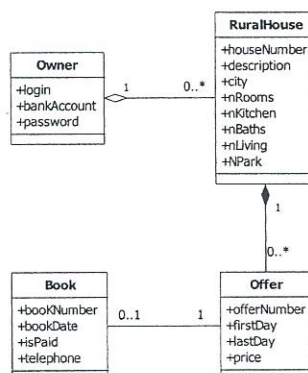 RuralHouse
+houseNumber
+description
+city
+nRooms
+nKitchen
+nBaths
+nLiving
+NPark
Owner
+login
+bankAccount
+password
1
0..*
1
0..*
Book
+booKNumber
+bookDate
+isPaid
+telephone
0..1
1
Offer
+offerNumber
+firstDay
+lastDay
+price